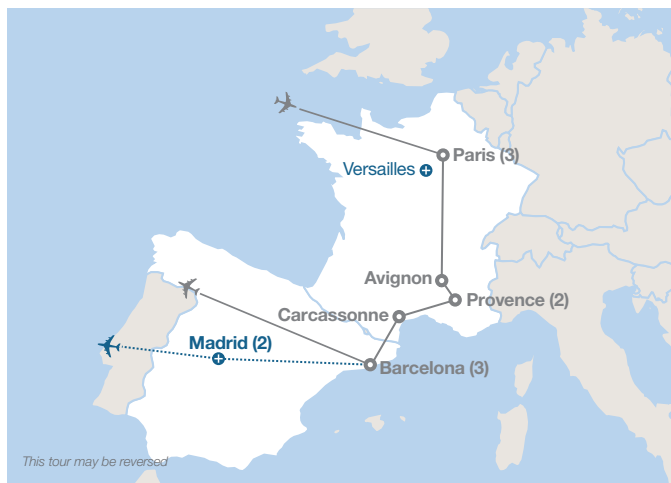 Paris (3)
Versailles
Avignon
Provence (2)
Carcassonne
Madrid (2)
Barcelona (3)
This tour may be reversed